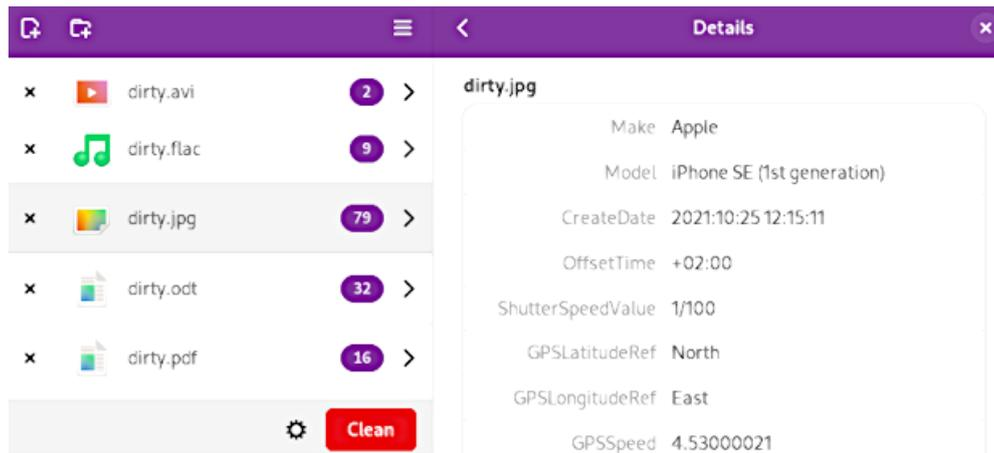 Details
dirty.avi 2
dirty.flac 9
dirty.jpg 79
dirty.odt 32
dirty.pdf 16
Clean
dirty.jpg
Make Apple
Model iPhone SE (1st generation)
CreateDate 2021:10:25 12:15:11
OffsetTime +02:00
ShutterSpeedValue 1/100
GPSLatitudeRef North
GPSLongitudeRef East
GPSSpeed 4.53000021